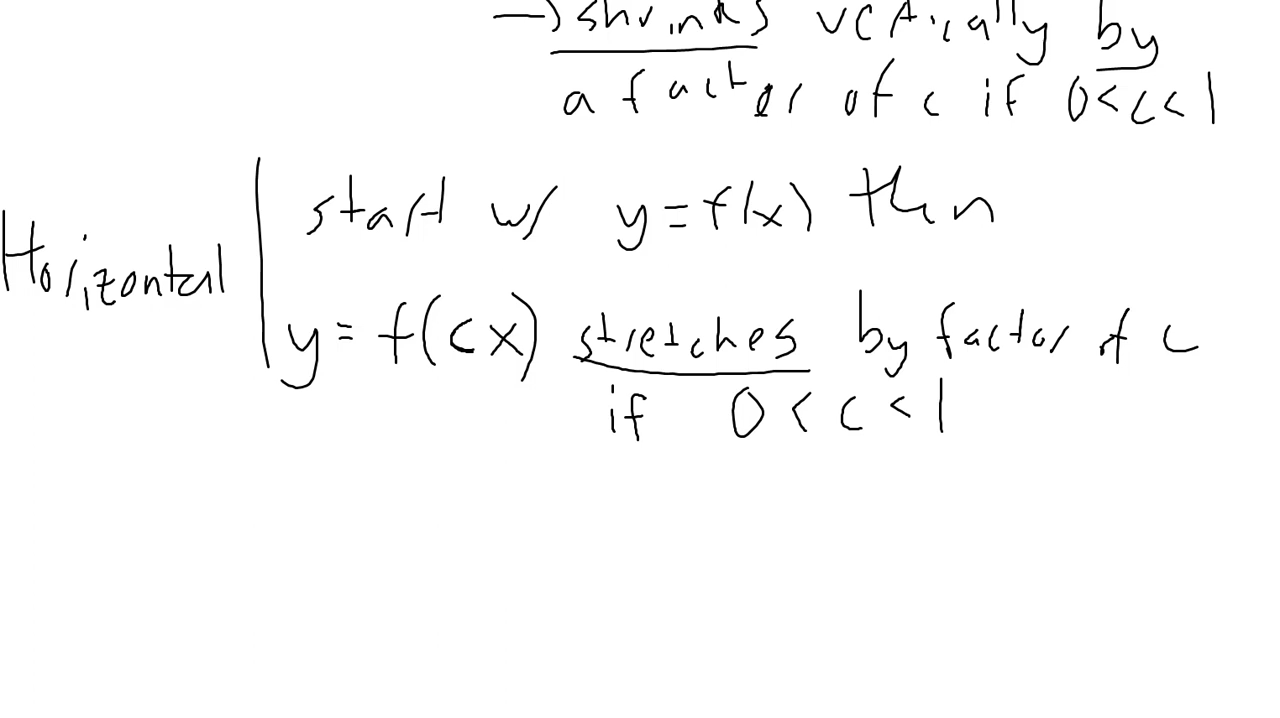 → shrinks vertically by
a factor of c if 0<c<1
Horizontal
start w/ y=f(x) then
y = f(cx) stretches by factor of c
if 0 < c < 1